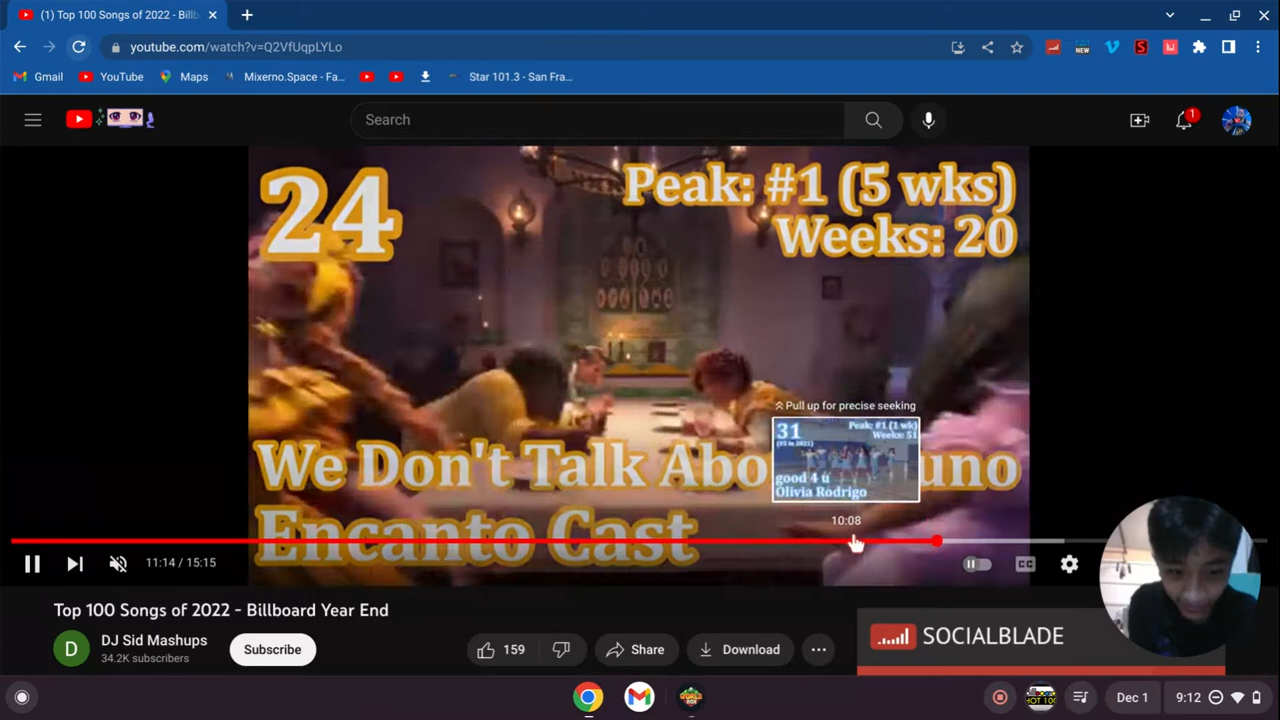 (1) Top 100 Songs of 2022 - Billb
youtube.com/watch?v=Q2VfUqpLYLo
NEW
Gmail
YouTube
Maps
Mixerno.Space - Fa...
Star 101.3 - San Fra...
Search
1
24
Peak: #1 (5 wks)
Weeks: 20
Pull up for precise seeking
31
Peak: #1 (1 wk)
Weeks: 51
good 4 u
Olivia Rodrigo
10:08
We Don't Talk Abo uno
Encanto Cast
11:14 / 15:15
CC
Top 100 Songs of 2022 - Billboard Year End
D
DJ Sid Mashups
34.2K subscribers
Subscribe
159
Share
Download
SOCIALBLADE
HOT 100
Dec 1
9:12